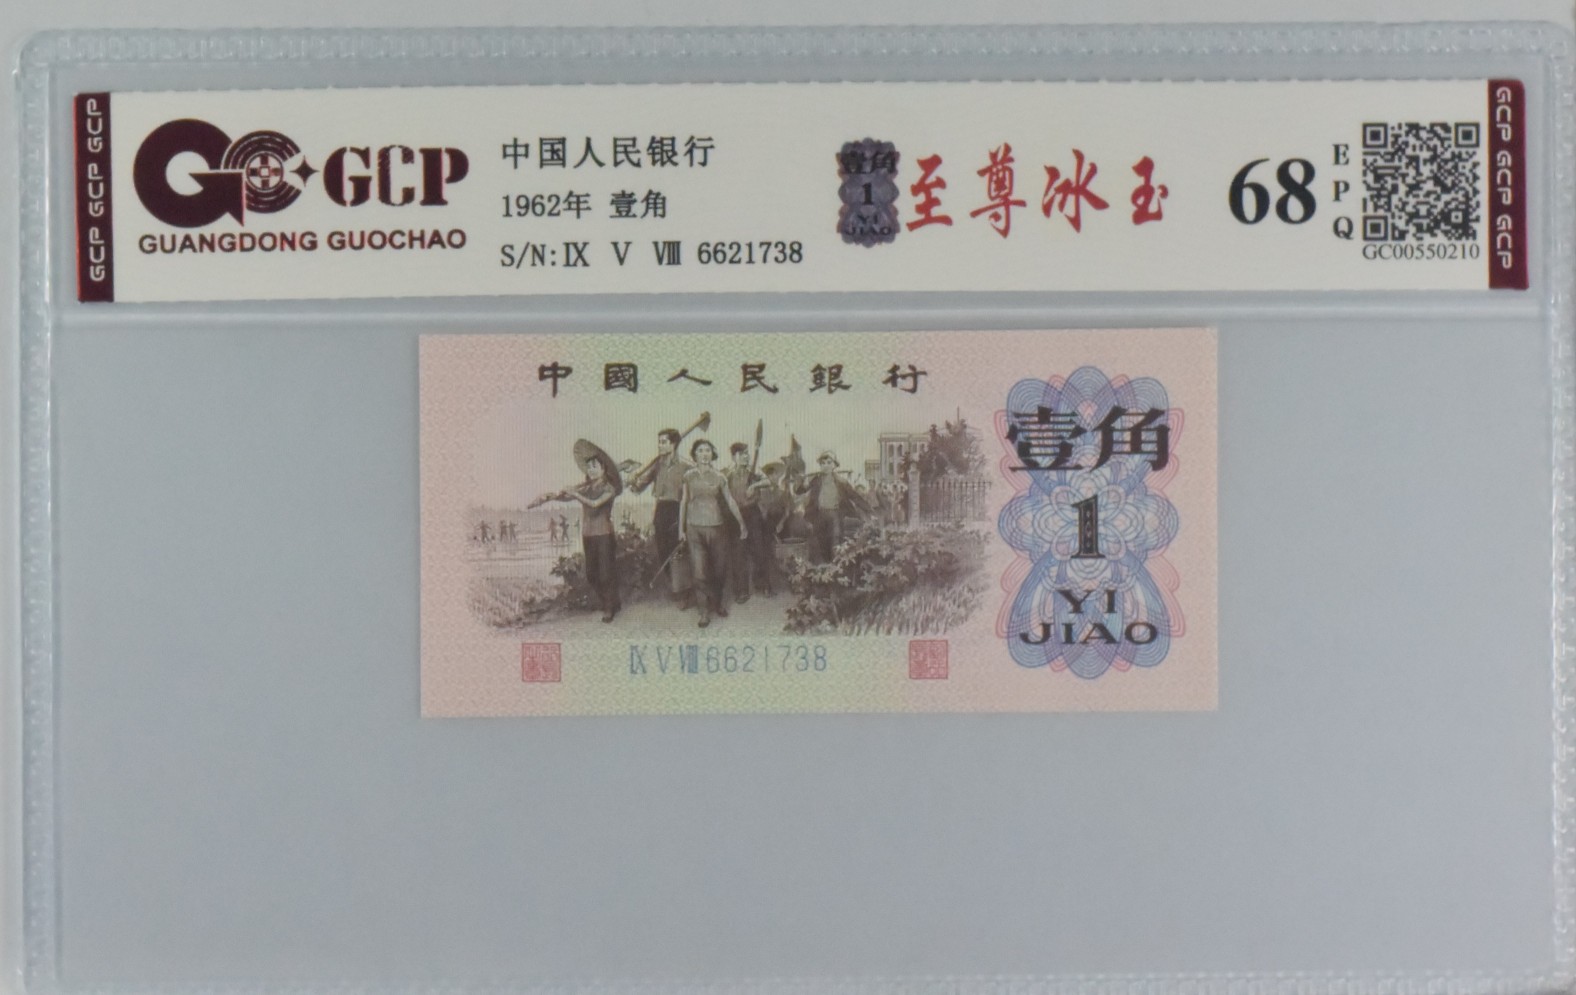 GCP GCP GCP
GCP
GUANGDONG GUOCHAO
中国人民银行
1962年 壹角
S/N:Ⅸ Ⅴ Ⅷ 6621738
壹角
1
YI
JIAO
至尊冰玉
68
EPQ
GC00550210
GCP GCP GCP
中國人民銀行
壹角
1
YI
JIAO
Ⅸ Ⅴ Ⅷ 6621738